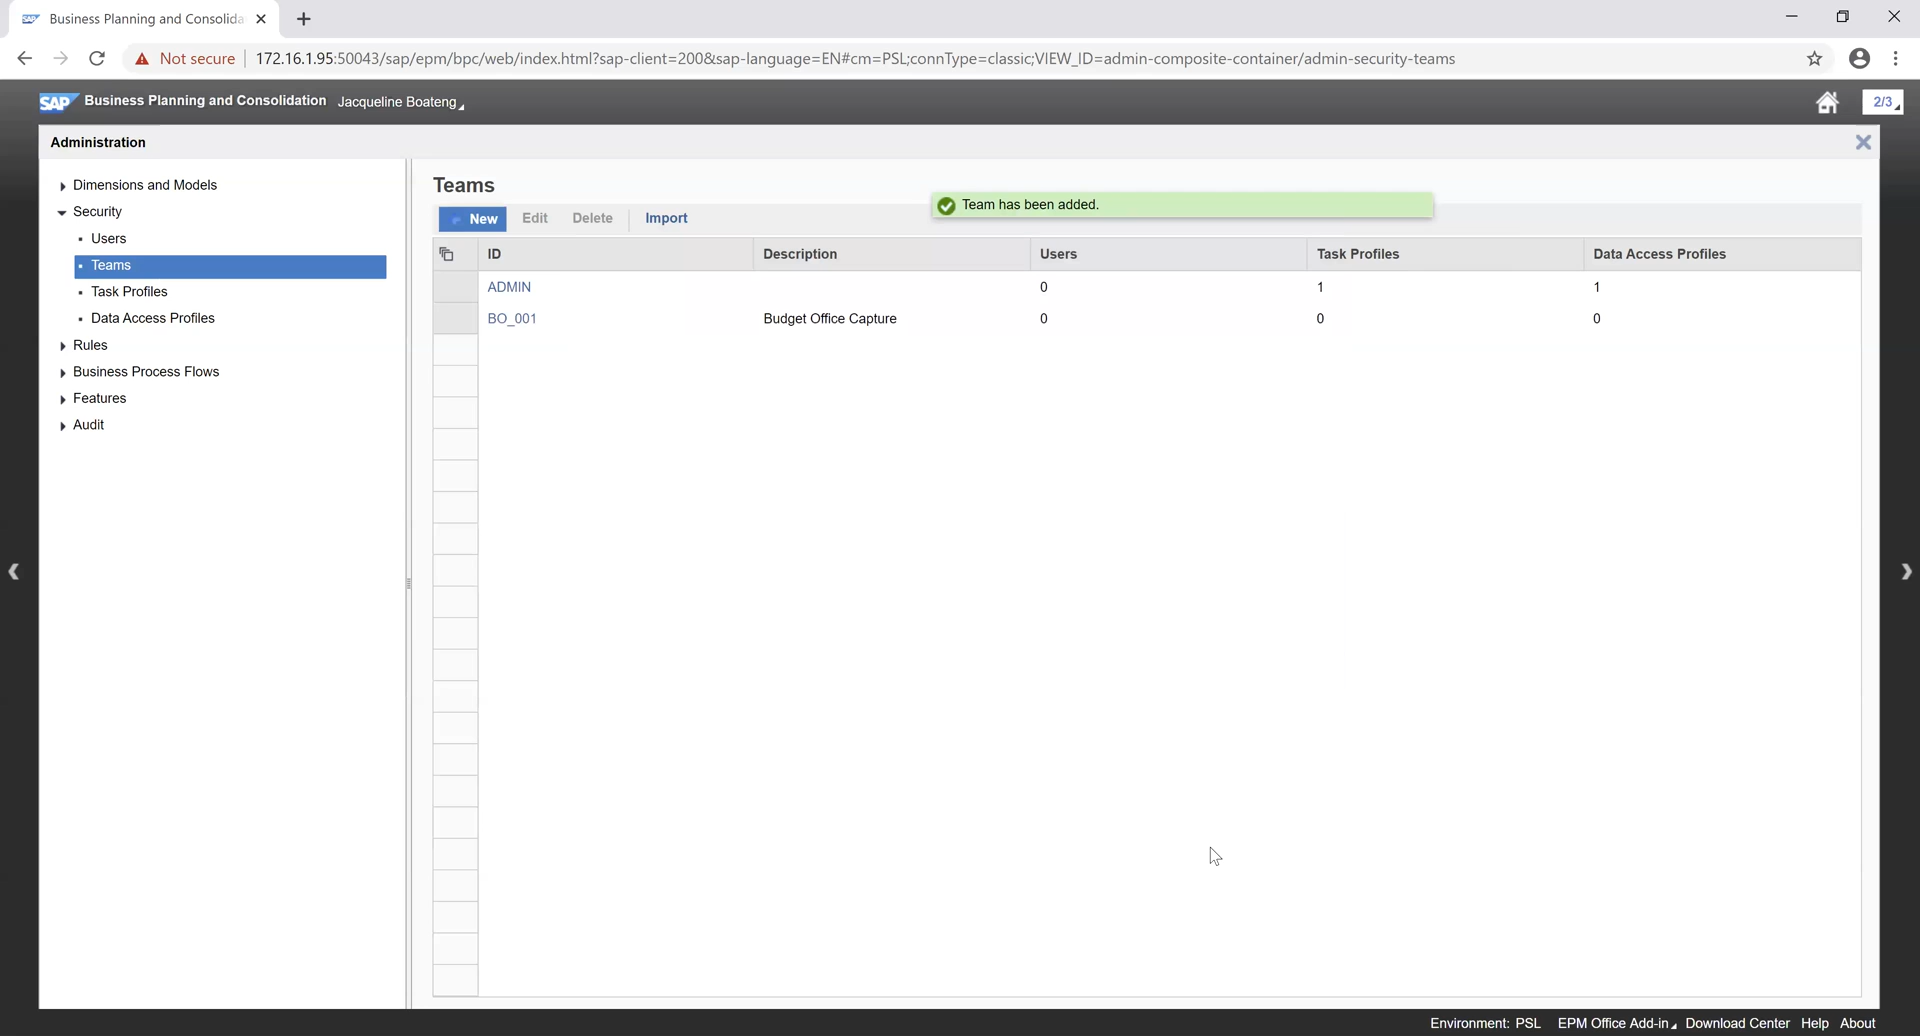 SAP Business Planning and Consolida
Not secure 172.16.1.95:50043/sap/epm/bpc/web/index.html?sap-client=200&sap-language=EN#cm=PSL;connType=classic;VIEW_ID=admin-composite-container/admin-security-teams
SAP Business Planning and Consolidation Jacqueline Boateng 2/3
Administration
Dimensions and Models
Security
Users
Teams
Task Profiles
Data Access Profiles
Rules
Business Process Flows
Features
Audit
Teams
Team has been added.
New Edit Delete Import
ID Description Users Task Profiles Data Access Profiles
ADMIN 0 1 1
BO_001 Budget Office Capture 0 0 0
Environment: PSL EPM Office Add-in Download Center Help About